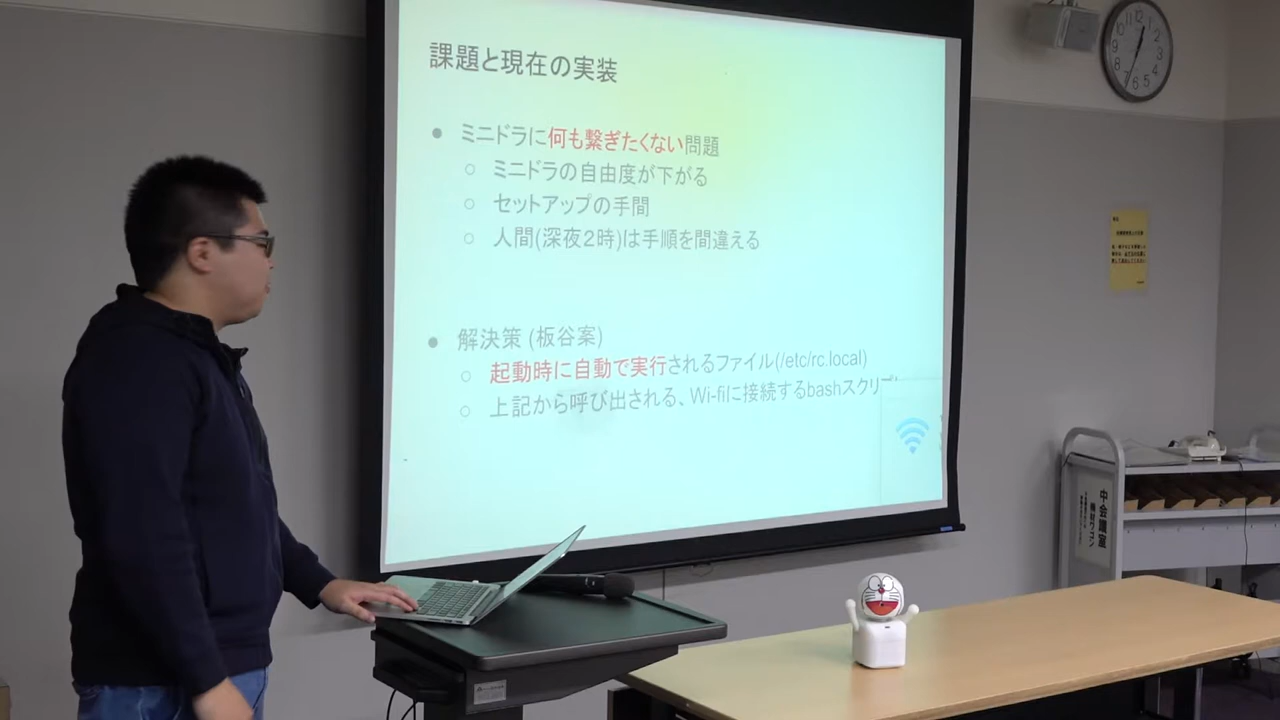 課題と現在の実装
ミニドラに何も繋ぎたくない問題
ミニドラの自由度が下がる
セットアップの手間
人間(深夜2時)は手順を間違える
解決策 (板谷案)
起動時に自動で実行されるファイル(/etc/rc.local)
上記から呼び出される、Wi-fiに接続するbashスクリプ
中会議室